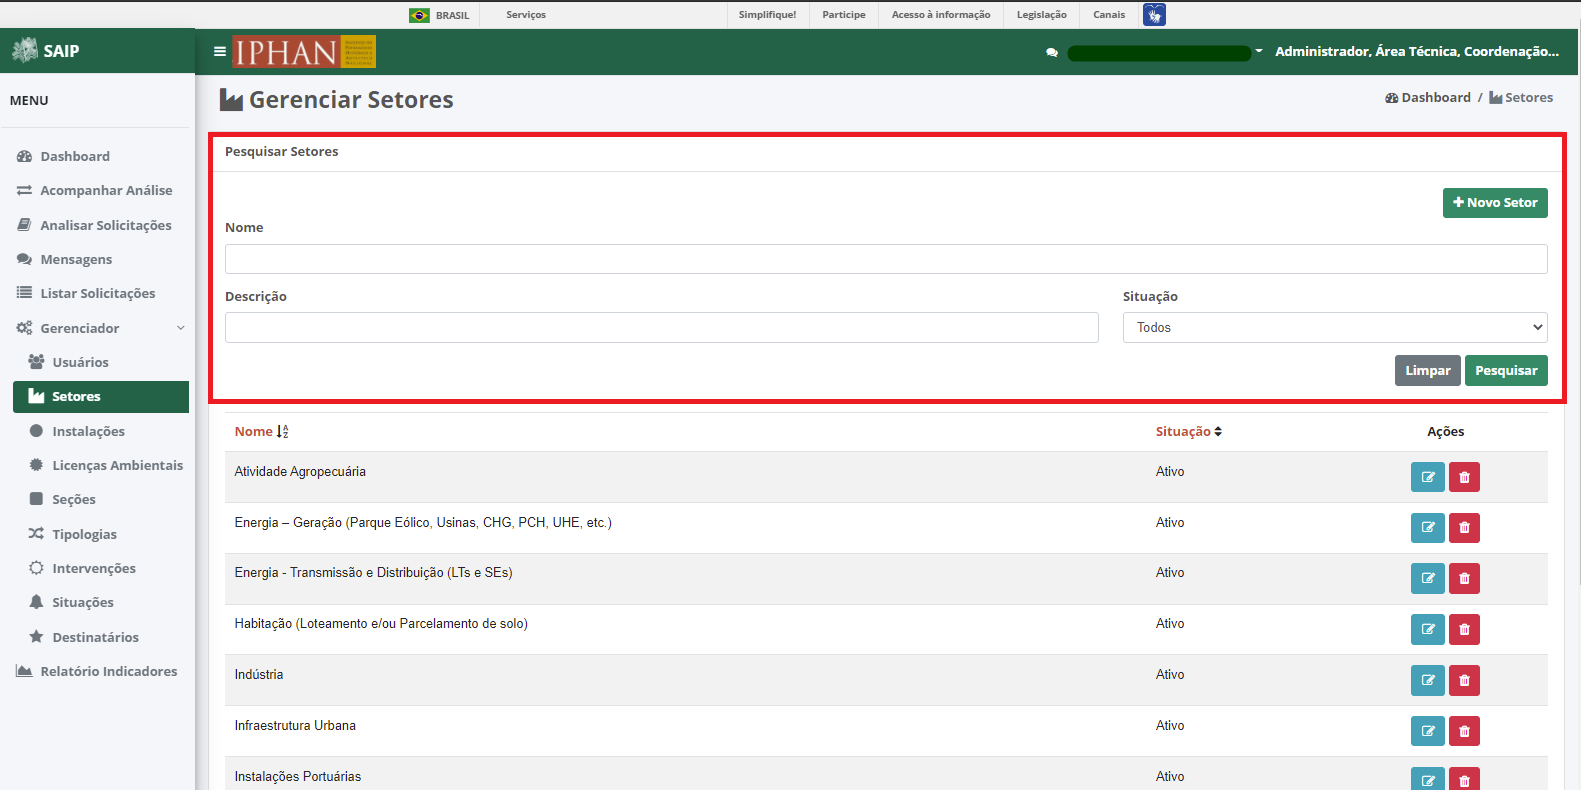 BRASIL Serviços Simplifique! Participe Acesso à informação Legislação Canais
SAIP
IPHAN
Administrador, Área Técnica, Coordenação...
MENU
Dashboard
Acompanhar Análise
Analisar Solicitações
Mensagens
Listar Solicitações
Gerenciador
Usuários
Setores
Instalações
Licenças Ambientais
Seções
Tipologias
Intervenções
Situações
Destinatários
Relatório Indicadores
Gerenciar Setores
Dashboard / Setores
Pesquisar Setores
Novo Setor
Nome
Descrição Situação
Todos
Limpar Pesquisar
Nome Situação Ações
Atividade Agropecuária Ativo
Energia – Geração (Parque Eólico, Usinas, CHG, PCH, UHE, etc.) Ativo
Energia - Transmissão e Distribuição (LTs e SEs) Ativo
Habitação (Loteamento e/ou Parcelamento de solo) Ativo
Indústria Ativo
Infraestrutura Urbana Ativo
Instalações Portuárias Ativo